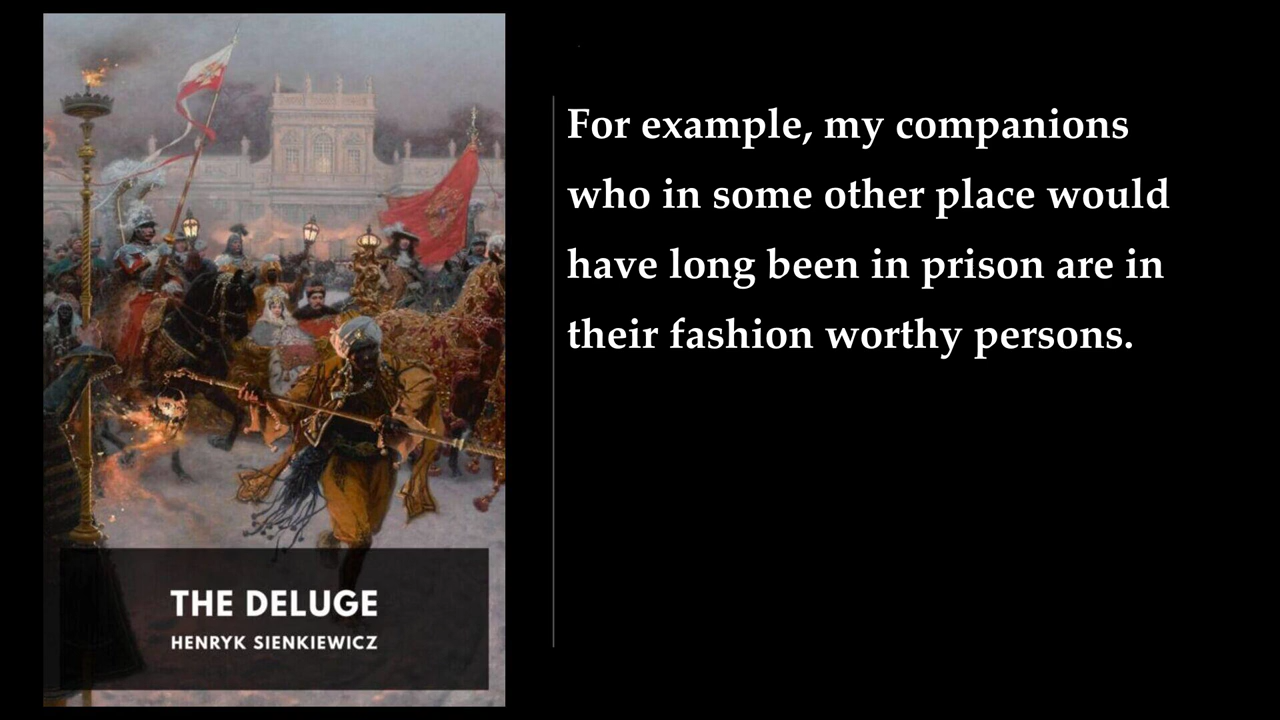 THE DELUGE
HENRYK SIENKIEWICZ
For example, my companions
who in some other place would
have long been in prison are in
their fashion worthy persons.